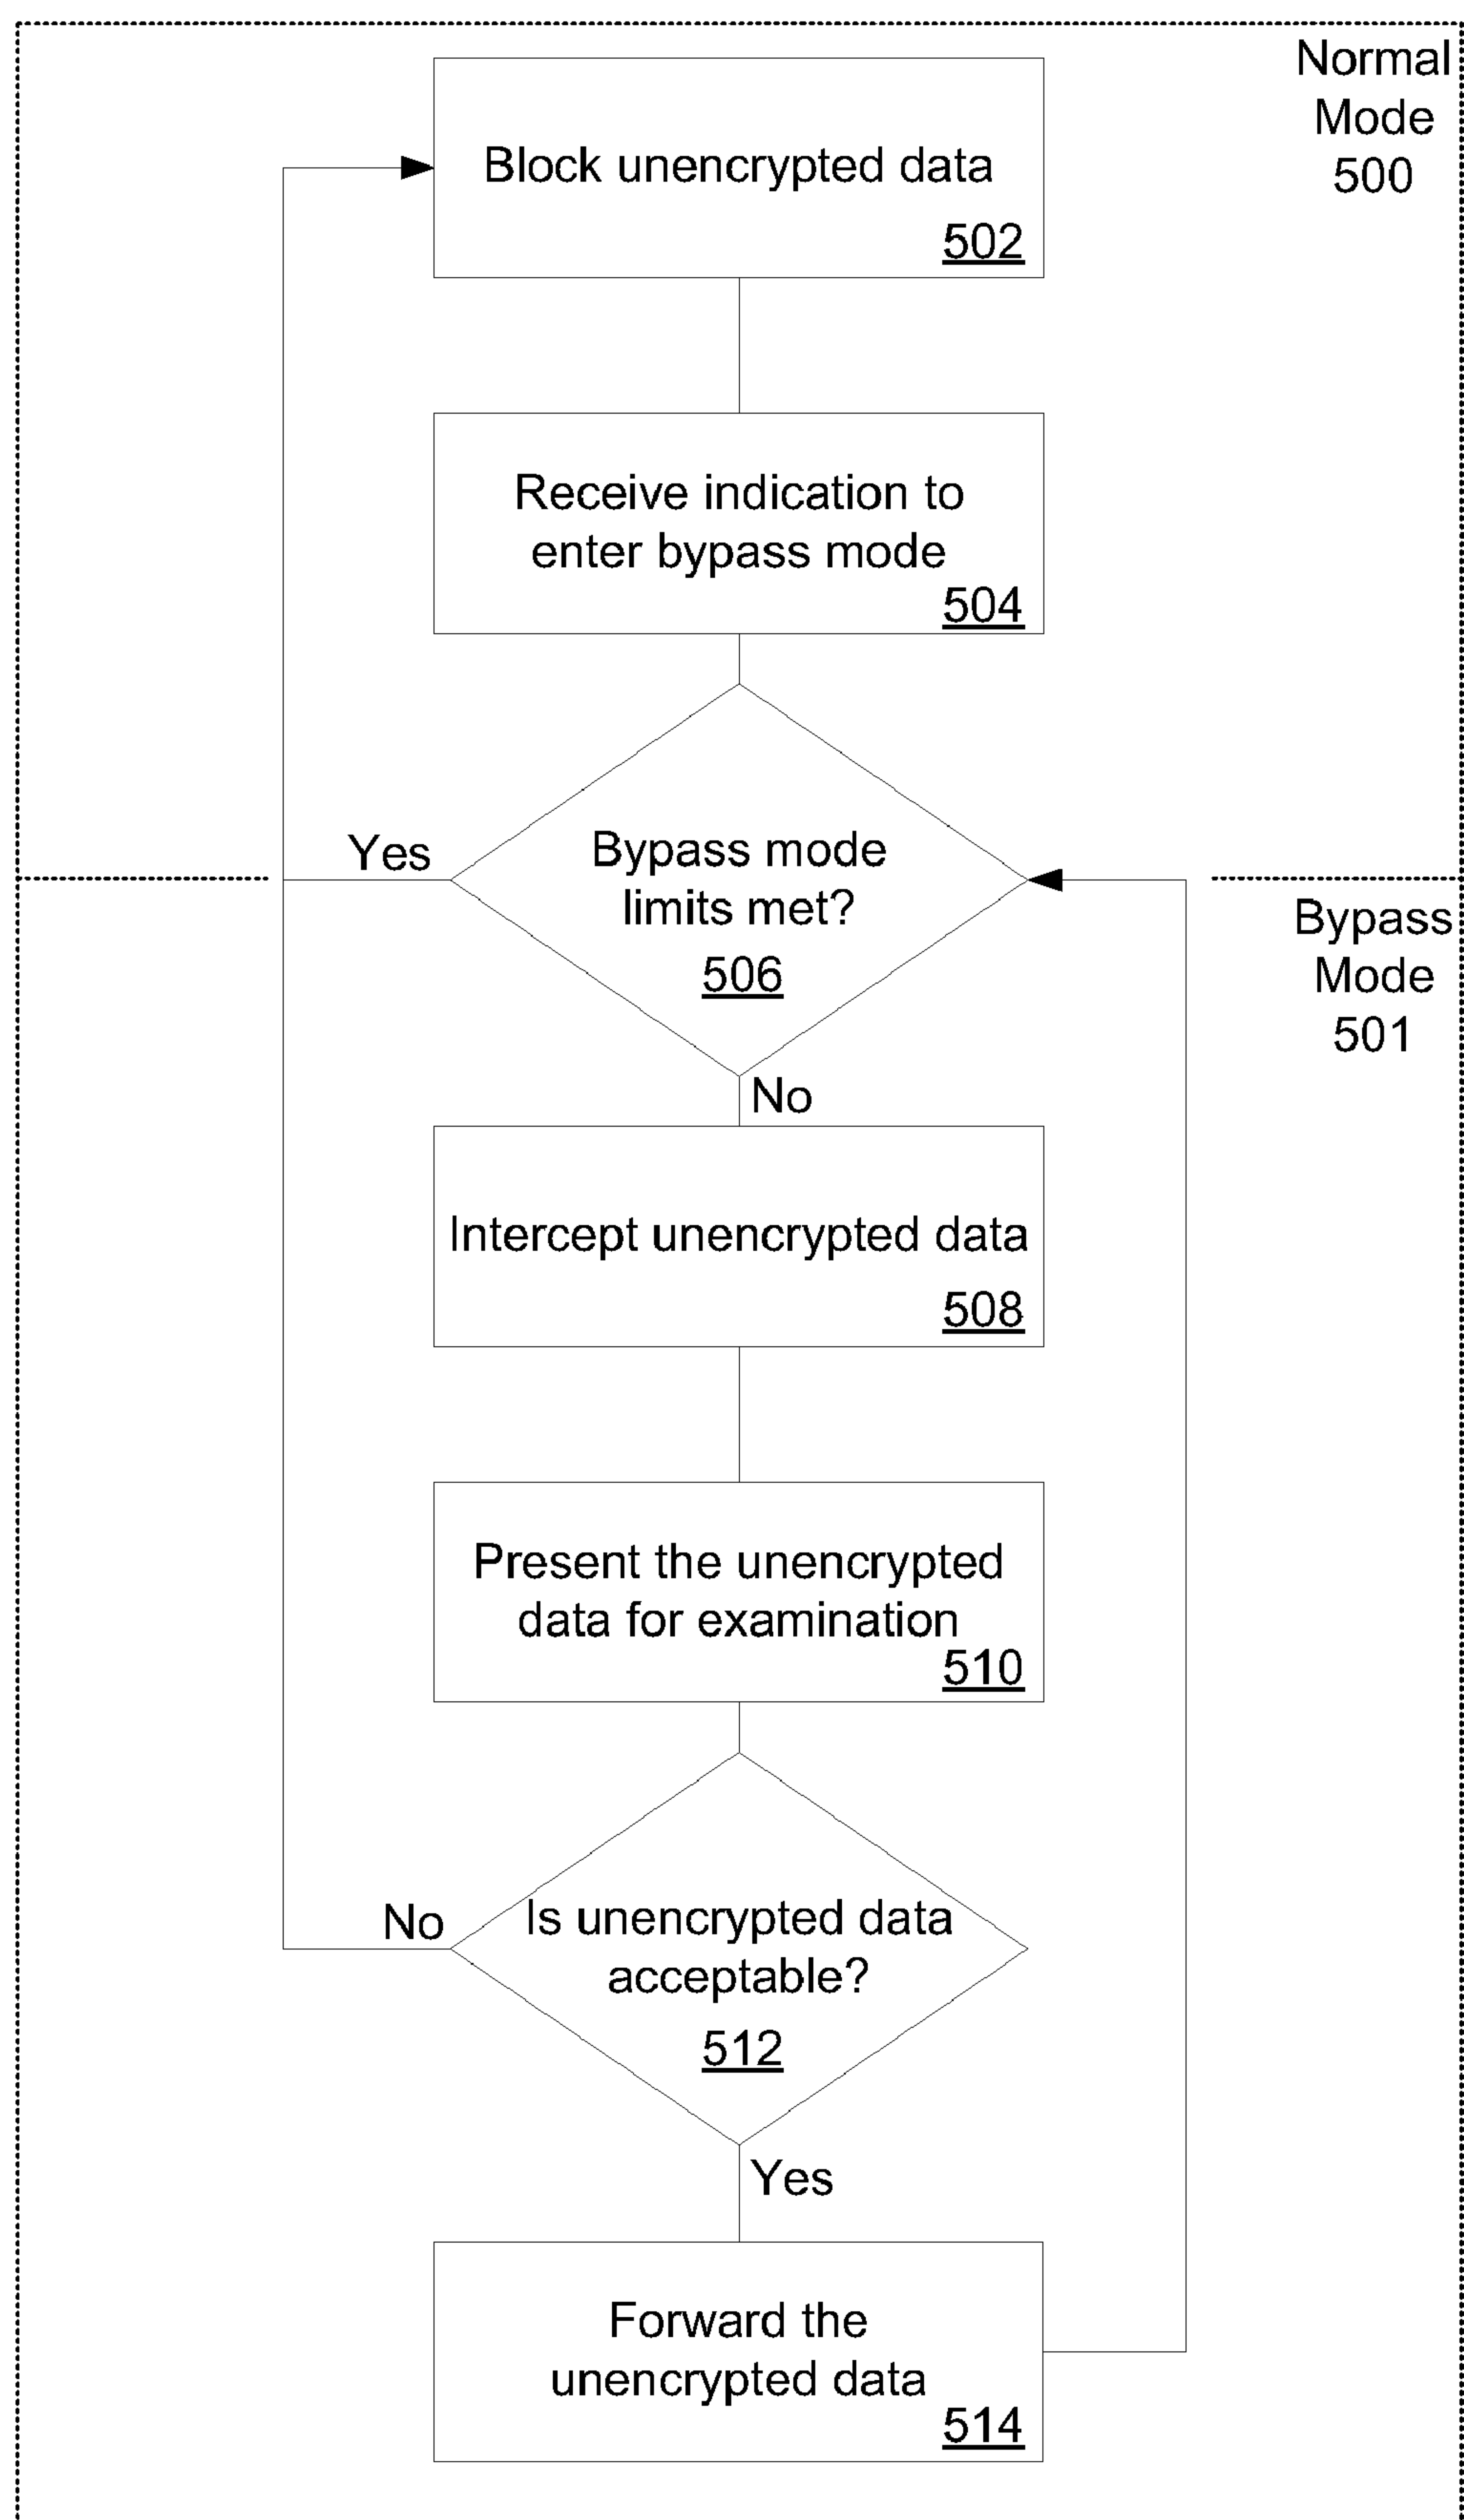 Normal
Mode
500
Block unencrypted data
502
Receive indication to
enter bypass mode
504
Yes
Bypass mode
limits met?
506
Bypass
Mode
501
No
Intercept unencrypted data
508
Present the unencrypted
data for examination
510
No
Is unencrypted data
acceptable?
512
Yes
Forward the
unencrypted data
514